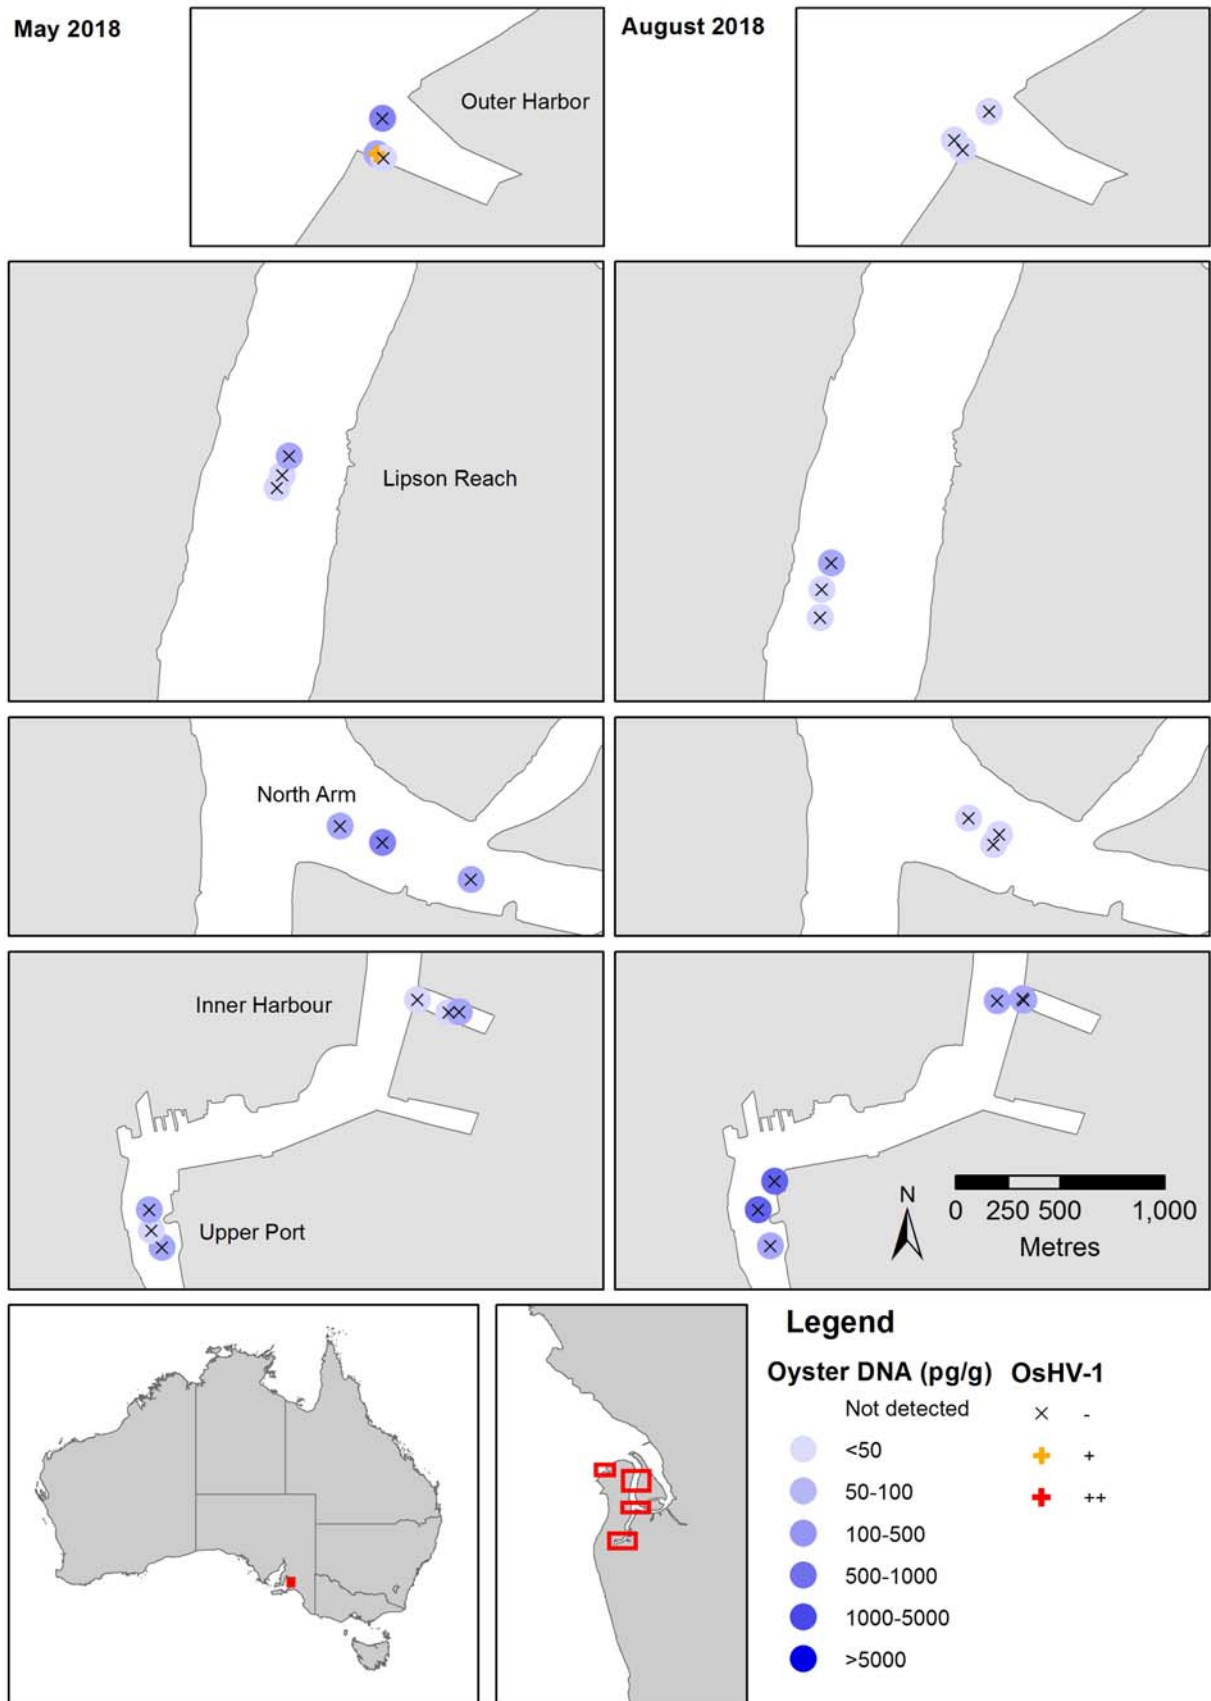 May 2018
August 2018
Outer Harbor
Lipson Reach
North Arm
Inner Harbour
Upper Port
N
0 250 500 1,000
Metres
Legend
Oyster DNA (pg/g) OsHV-1
Not detected -
<50 +
50-100 ++
100-500
500-1000
1000-5000
>5000